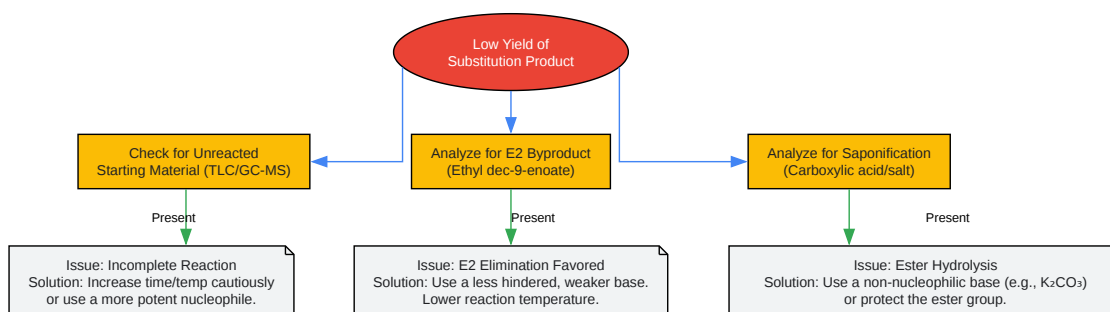 Low Yield of
Substitution Product
Check for Unreacted
Starting Material (TLC/GC-MS)
Analyze for E2 Byproduct
(Ethyl dec-9-enoate)
Analyze for Saponification
(Carboxylic acid/salt)
Present
Present
Present
Issue: Incomplete Reaction
Solution: Increase time/temp cautiously
or use a more potent nucleophile.
Issue: E2 Elimination Favored
Solution: Use a less hindered, weaker base.
Lower reaction temperature.
Issue: Ester Hydrolysis
Solution: Use a non-nucleophilic base (e.g., K₂CO₃)
or protect the ester group.